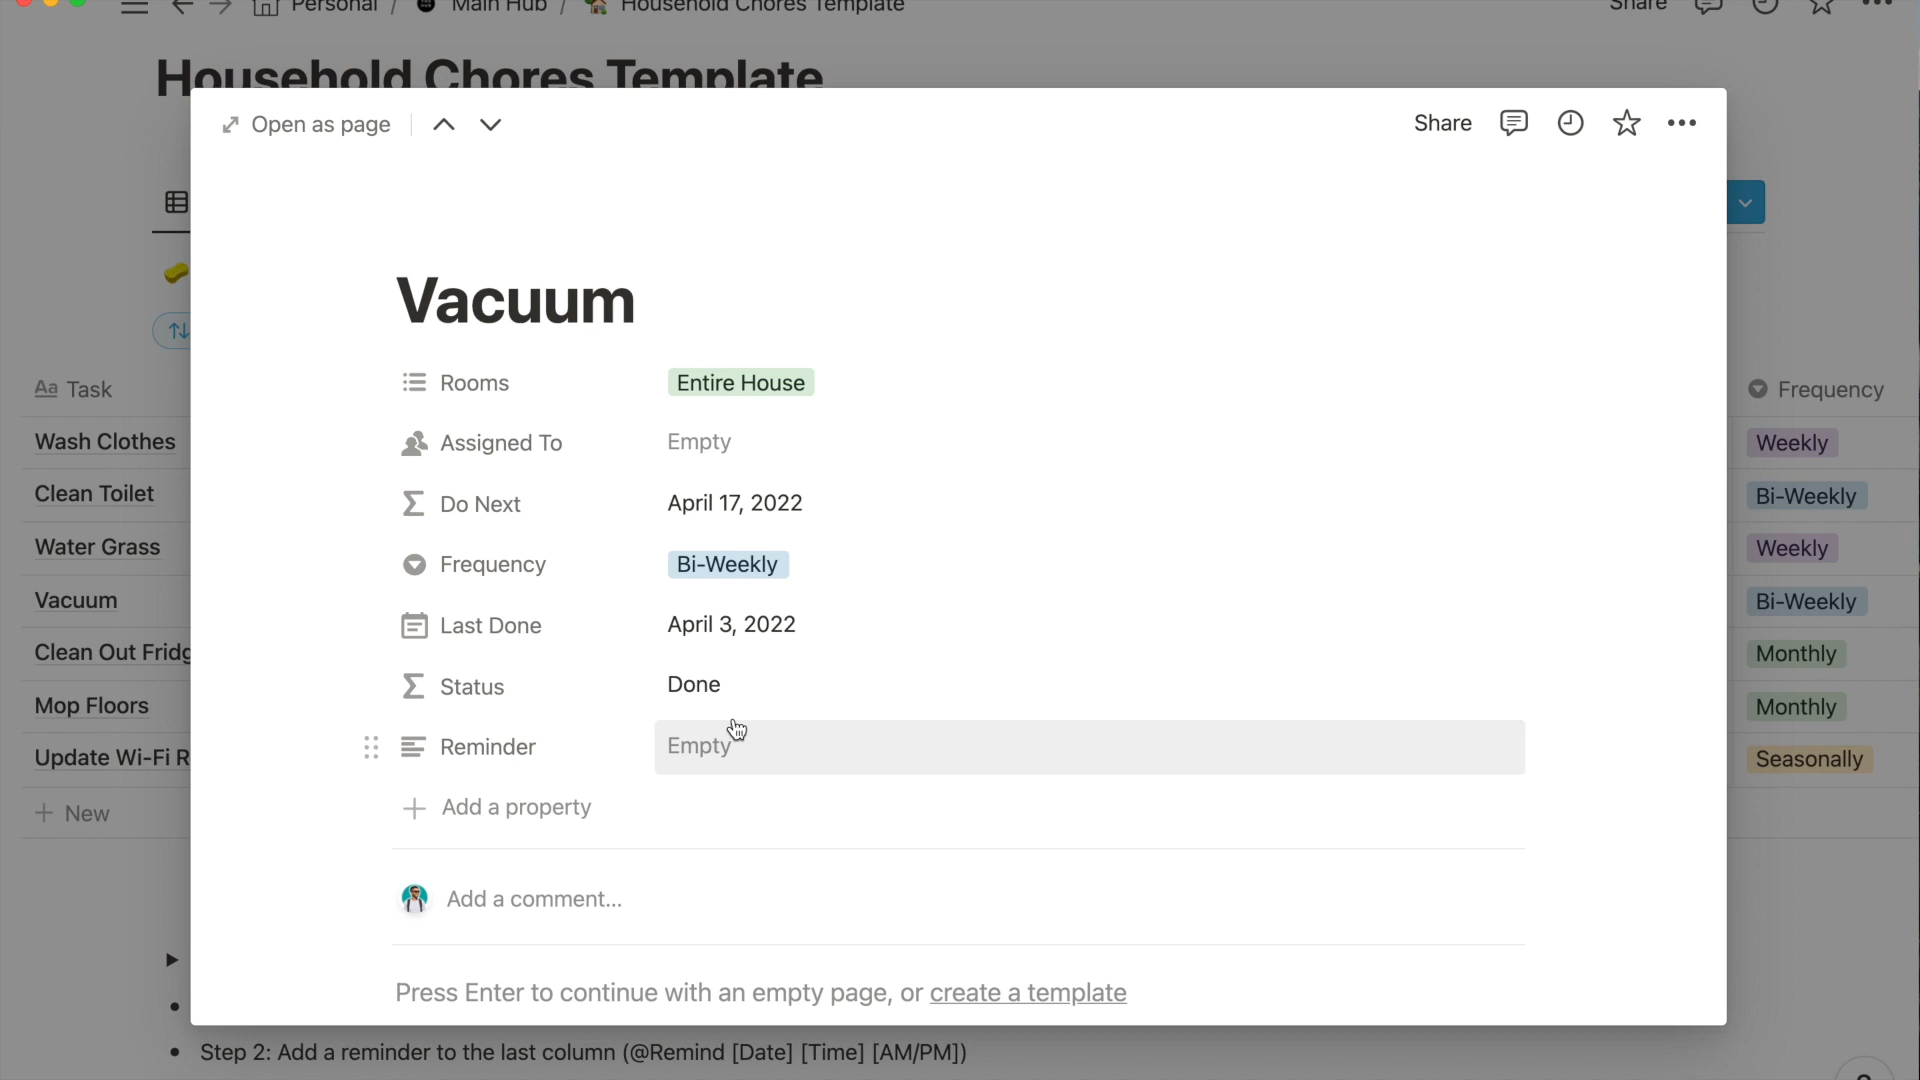 Personal / Main Hub / Household Chores Template
Share
Household Chores Template
Open as page
Share
Vacuum
Rooms Entire House
Assigned To Empty
Do Next April 17, 2022
Frequency Bi-Weekly
Last Done April 3, 2022
Status Done
Reminder Empty
+ Add a property
Add a comment...
Press Enter to continue with an empty page, or create a template
Aa Task
Frequency
Wash Clothes
Weekly
Clean Toilet
Bi-Weekly
Water Grass
Weekly
Vacuum
Bi-Weekly
Clean Out Fridg
Monthly
Mop Floors
Monthly
Update Wi-Fi R
Seasonally
+ New
• Step 2: Add a reminder to the last column (@Remind [Date] [Time] [AM/PM])